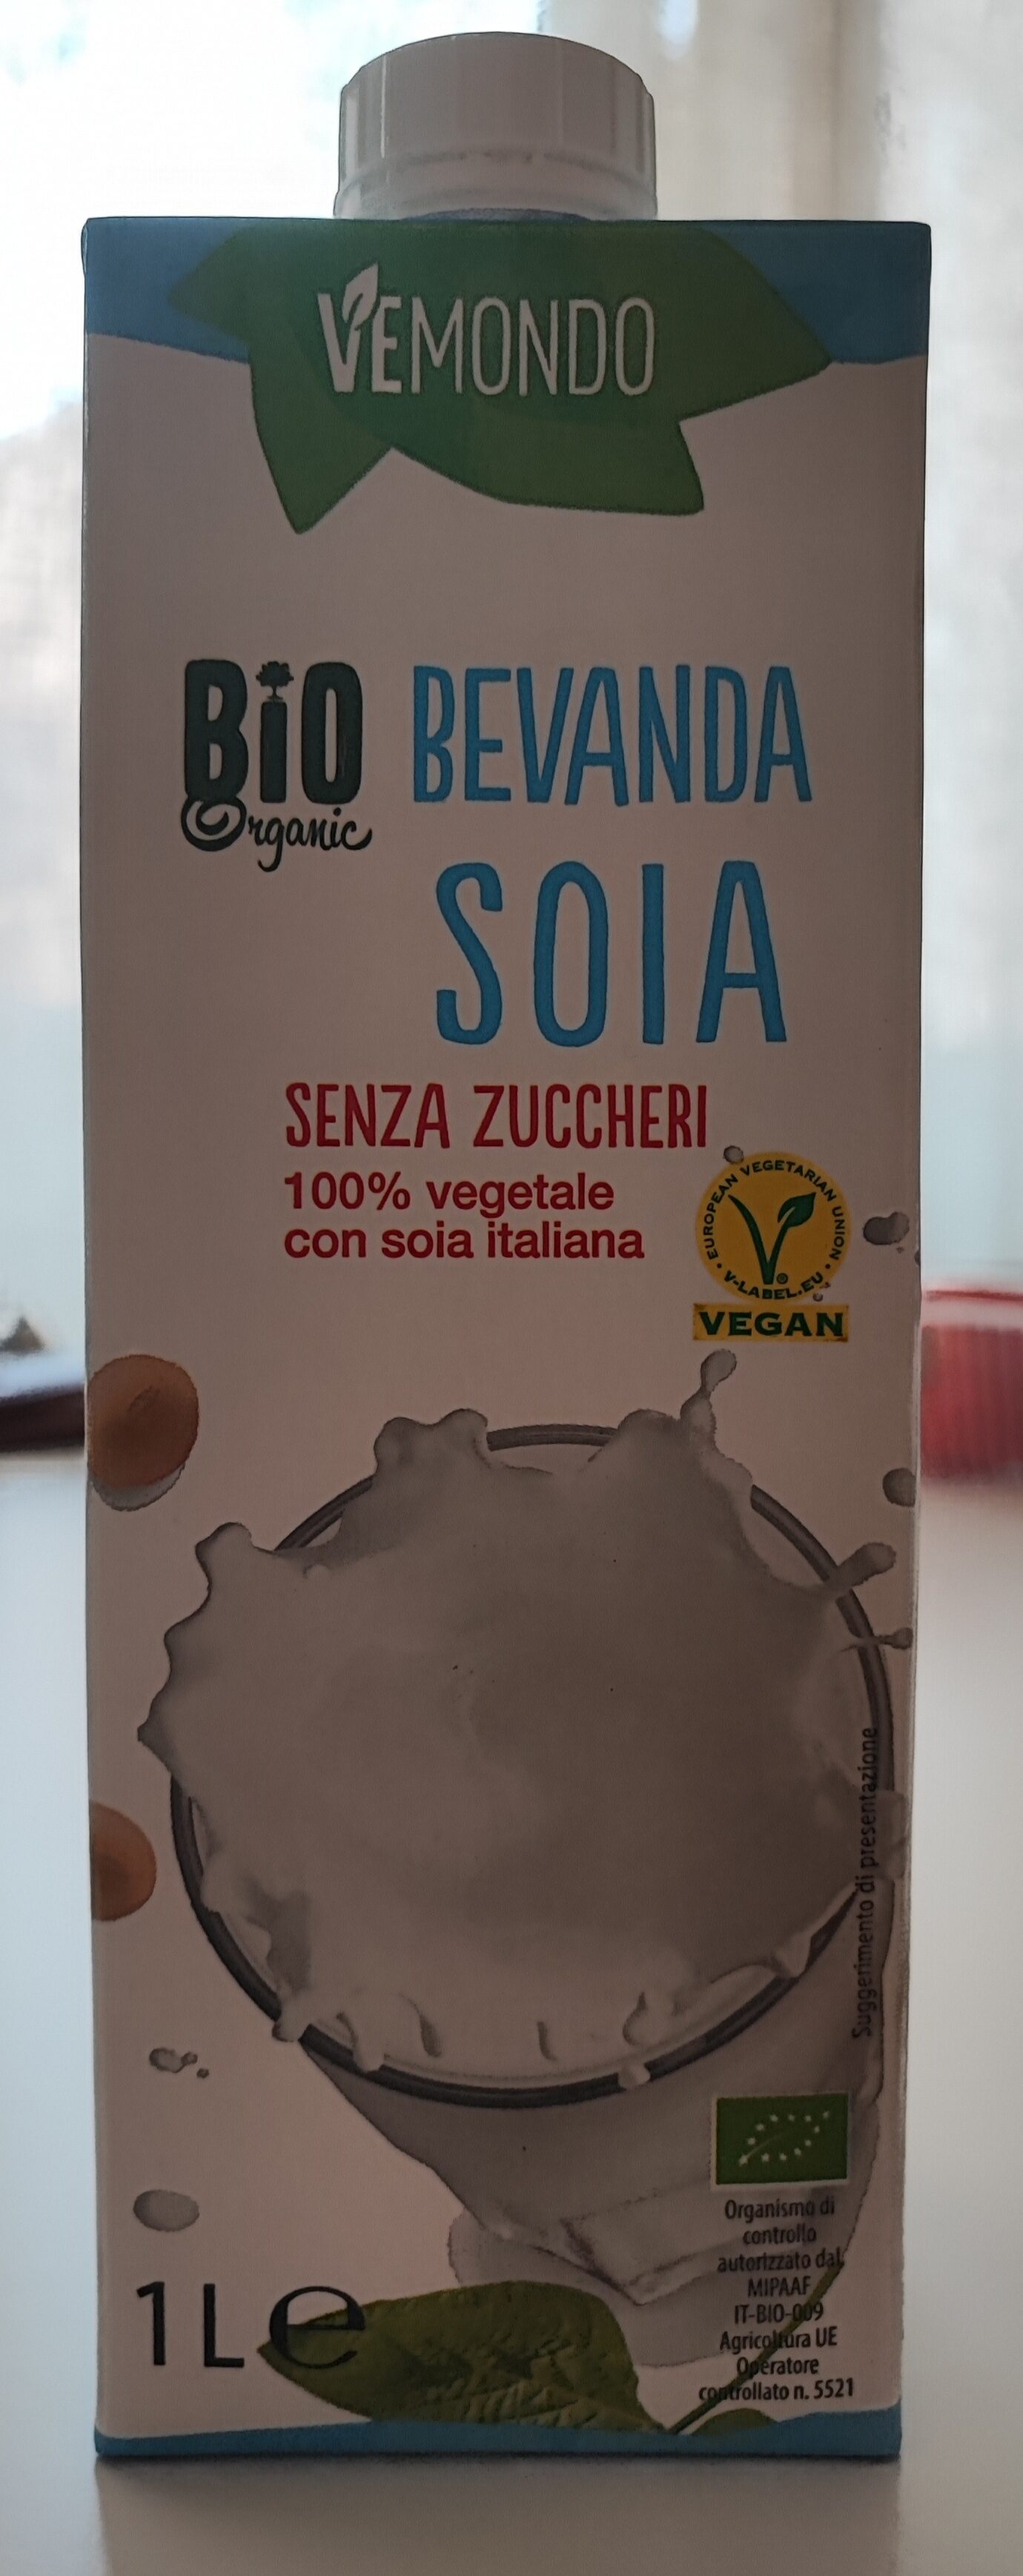 VEMONDO
BIO
Organic
BEVANDA
SOIA
SENZA ZUCCHERI
100% vegetale
con soia italiana
EUROPEAN VEGETARIAN UNION
V-LABEL.EU
®
VEGAN
Suggerimento di presentazione
Organismo di
controllo
autorizzato dal
MIPAAF
IT-BIO-009
Agricoltura UE
Operatore
controllato n. 5521
1 L e